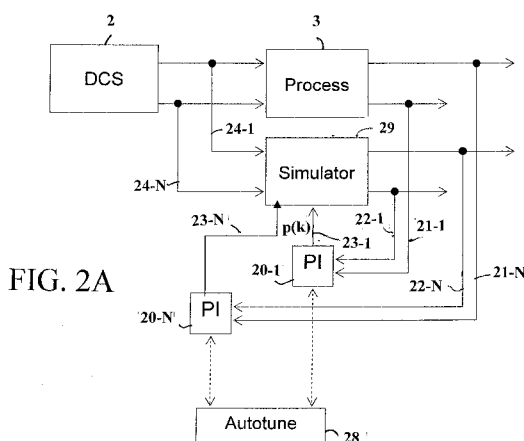 2
3
DCS
Process
24-1
29
Simulator
24-N
23-N
p(k)
23-1
22-1
21-1
20-1
PI
FIG. 2A
22-N
21-N
20-N
PI
Autotune
28